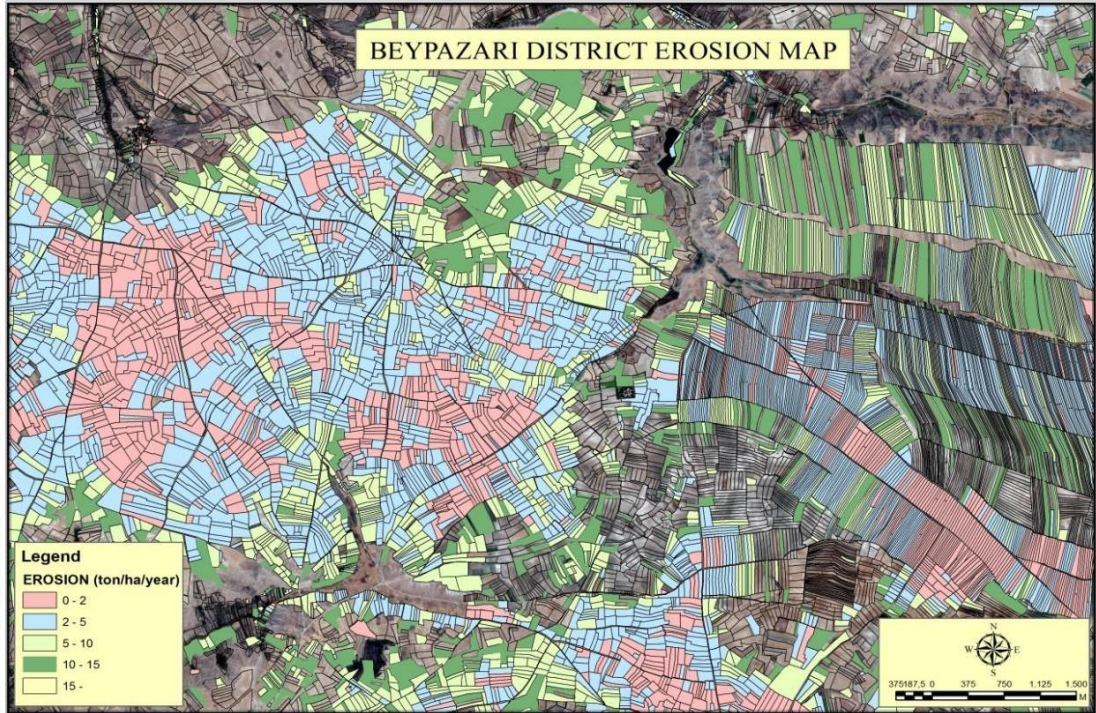 BEYPAZARI DISTRICT EROSION MAP
Legend
EROSION (ton/ha/year)
0 - 2
2 - 5
5 - 10
10 - 15
15 -
N
W E
S
375187,5 0 375 750 1.125 1.500
M